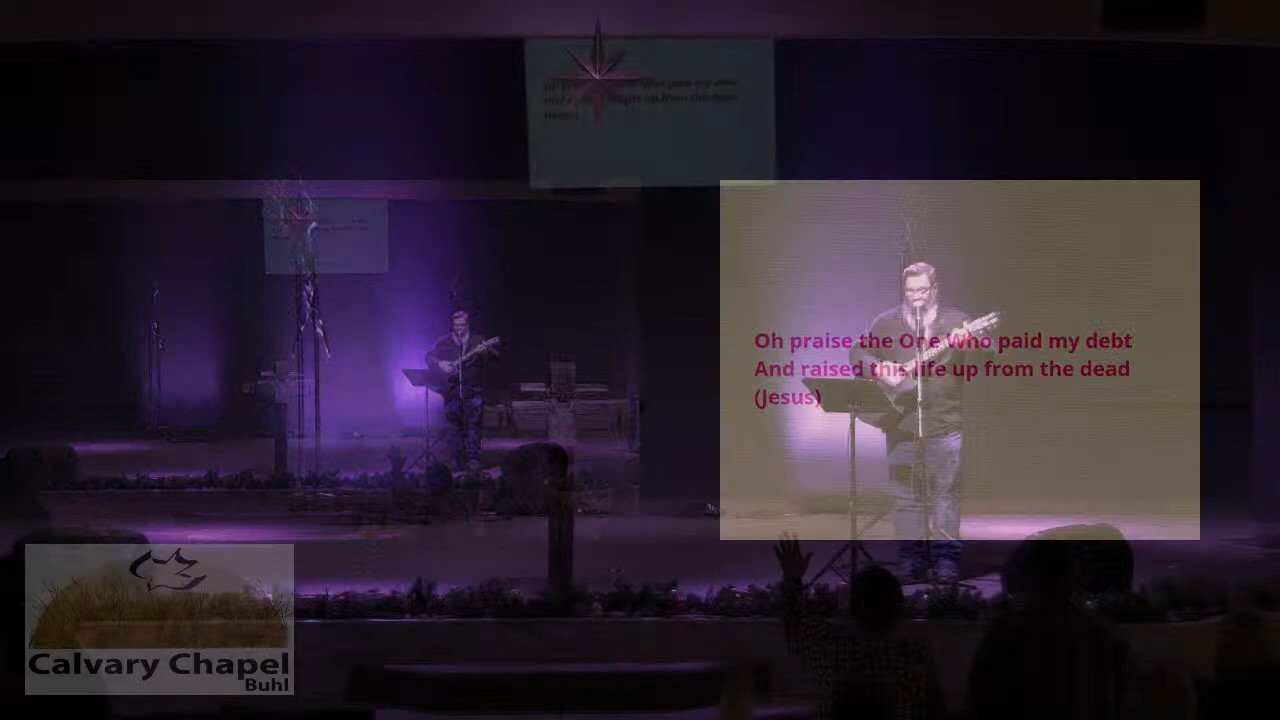 Oh praise the One Who paid my debt
And raised this life up from the dead
(Jesus)
Calvary Chapel
Buhl